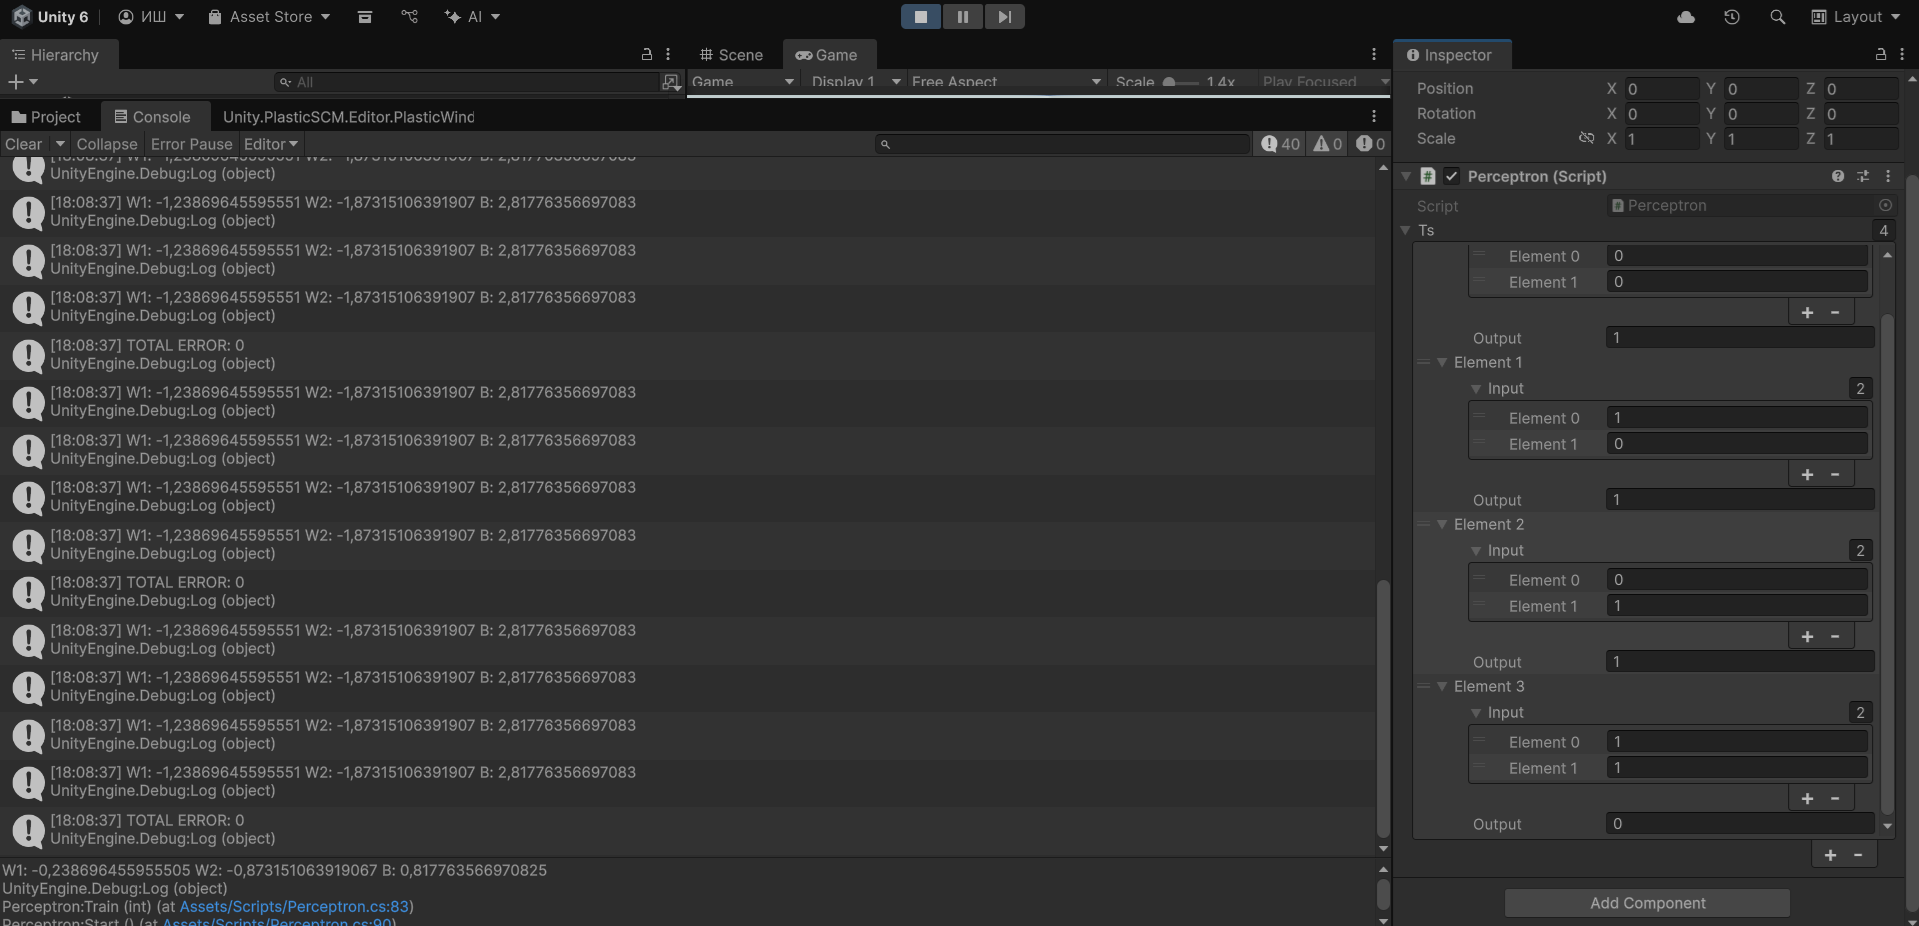 Unity 6
ИШ
Asset Store
AI
Layout
Hierarchy
All
Scene
Game
Game
Display 1
Free Aspect
Scale
1.4x
Play Focused
Project
Console
Unity.PlasticSCM.Editor.PlasticWind
Clear
Collapse
Error Pause
Editor
40
0
0
[18:08:37] W1: -1,23869645595551 W2: -1,87315106391907 B: 2,81776356697083
UnityEngine.Debug:Log (object)
[18:08:37] W1: -1,23869645595551 W2: -1,87315106391907 B: 2,81776356697083
UnityEngine.Debug:Log (object)
[18:08:37] W1: -1,23869645595551 W2: -1,87315106391907 B: 2,81776356697083
UnityEngine.Debug:Log (object)
[18:08:37] W1: -1,23869645595551 W2: -1,87315106391907 B: 2,81776356697083
UnityEngine.Debug:Log (object)
[18:08:37] TOTAL ERROR: 0
UnityEngine.Debug:Log (object)
[18:08:37] W1: -1,23869645595551 W2: -1,87315106391907 B: 2,81776356697083
UnityEngine.Debug:Log (object)
[18:08:37] W1: -1,23869645595551 W2: -1,87315106391907 B: 2,81776356697083
UnityEngine.Debug:Log (object)
[18:08:37] W1: -1,23869645595551 W2: -1,87315106391907 B: 2,81776356697083
UnityEngine.Debug:Log (object)
[18:08:37] W1: -1,23869645595551 W2: -1,87315106391907 B: 2,81776356697083
UnityEngine.Debug:Log (object)
[18:08:37] TOTAL ERROR: 0
UnityEngine.Debug:Log (object)
[18:08:37] W1: -1,23869645595551 W2: -1,87315106391907 B: 2,81776356697083
UnityEngine.Debug:Log (object)
[18:08:37] W1: -1,23869645595551 W2: -1,87315106391907 B: 2,81776356697083
UnityEngine.Debug:Log (object)
[18:08:37] W1: -1,23869645595551 W2: -1,87315106391907 B: 2,81776356697083
UnityEngine.Debug:Log (object)
[18:08:37] W1: -1,23869645595551 W2: -1,87315106391907 B: 2,81776356697083
UnityEngine.Debug:Log (object)
[18:08:37] TOTAL ERROR: 0
UnityEngine.Debug:Log (object)
W1: -0,238696455955505 W2: -0,873151063919067 B: 0,817763566970825
UnityEngine.Debug:Log (object)
Perceptron:Train (int) (at Assets/Scripts/Perceptron.cs:83)
Perceptron:Start () (at Assets/Scripts/Perceptron.cs:90)
Inspector
Position X 0 Y 0 Z 0
Rotation X 0 Y 0 Z 0
Scale X 1 Y 1 Z 1
# Perceptron (Script)
Script # Perceptron
Ts 4
Element 0 0
Element 1 0
+ -
Output 1
Element 1
Input 2
Element 0 1
Element 1 0
+ -
Output 1
Element 2
Input 2
Element 0 0
Element 1 1
+ -
Output 1
Element 3
Input 2
Element 0 1
Element 1 1
+ -
Output 0
+ -
Add Component